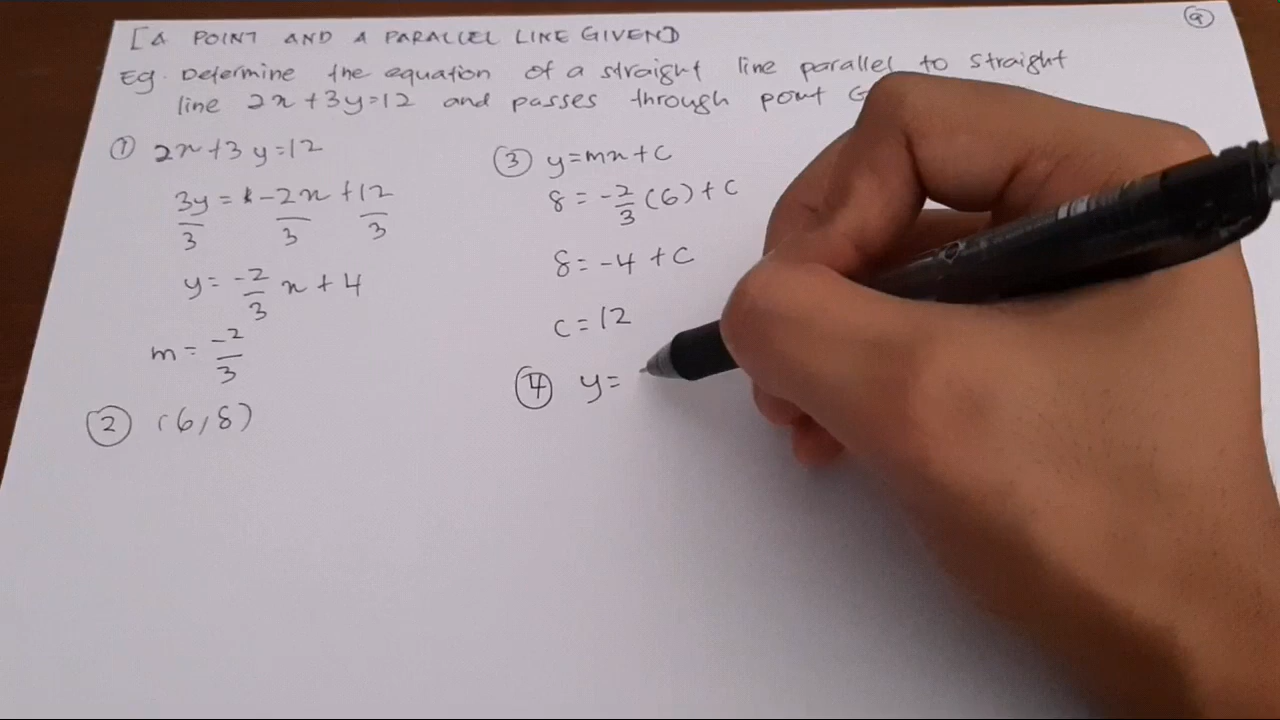 [A POINT AND A PARALLEL LINE GIVEN]
9
Eg. Determine the equation of a straight line parallel to straight
line 2x+3y=12 and passes through point G
① 2x+3y=12
3y = -2x + 12
3 3 3
y = -2/3 x + 4
m = -2/3
② (6,8)
③ y=mx+c
8 = -2/3 (6) + c
8 = -4 + c
c = 12
④ y=